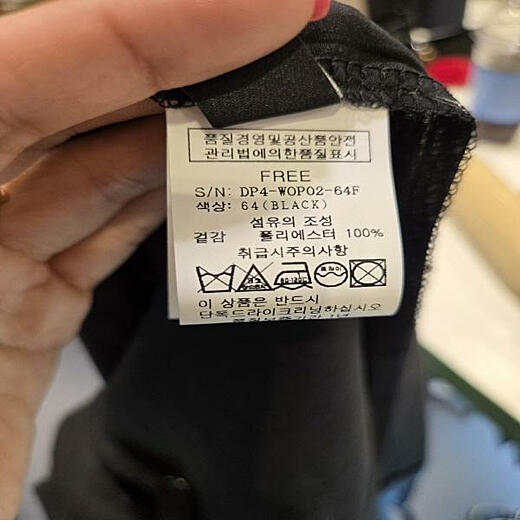 품질경영및공산품안전
관리법에의한품질표시
FREE
S/N: DP4-WOP02-64F
색상: 64(BLACK)
섬유의 조성
겉감 폴리에스터 100%
취급시주의사항
이 상품은 반드시
단독드라이크리닝하십시오